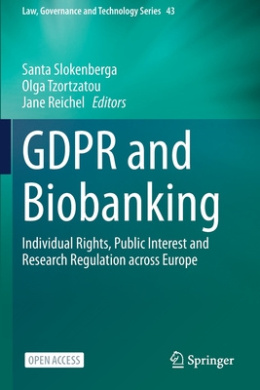 Law, Governance and Technology Series 43
Santa Slokenberga
Olga Tzortzatou
Jane Reichel Editors
GDPR and
Biobanking
Individual Rights, Public Interest and
Research Regulation across Europe
OPEN ACCESS
Springer